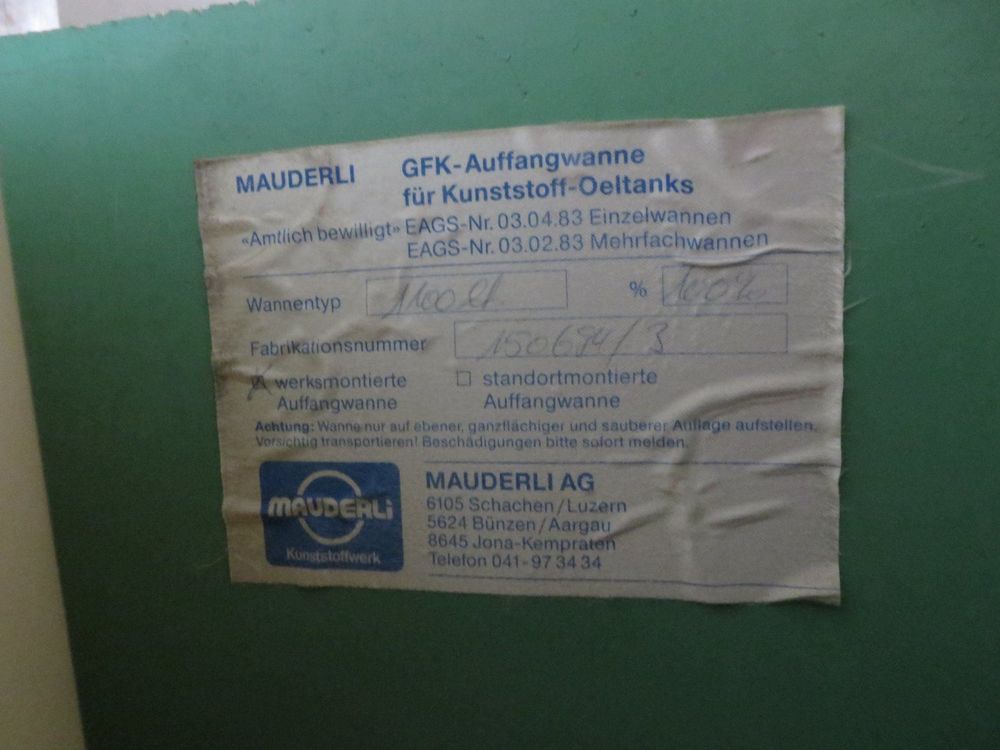 MAUDERLI GFK-Auffangwanne
für Kunststoff-Oeltanks
«Amtlich bewilligt» EAGS-Nr. 03.04.83 Einzelwannen
EAGS-Nr. 03.02.83 Mehrfachwannen
Wannentyp % 100%
Fabrikationsnummer 150684/3
☒ werksmontierte ☐ standortmontierte
Auffangwanne Auffangwanne
Achtung: Wanne nur auf ebener, ganzflächiger und sauberer Auflage aufstellen.
Vorsichtig transportieren! Beschädigungen bitte sofort melden.
MAUDERLi
Kunststoffwerk
MAUDERLI AG
6105 Schachen/Luzern
5624 Bünzen/Aargau
8645 Jona-Kempraten
Telefon 041-97 34 34